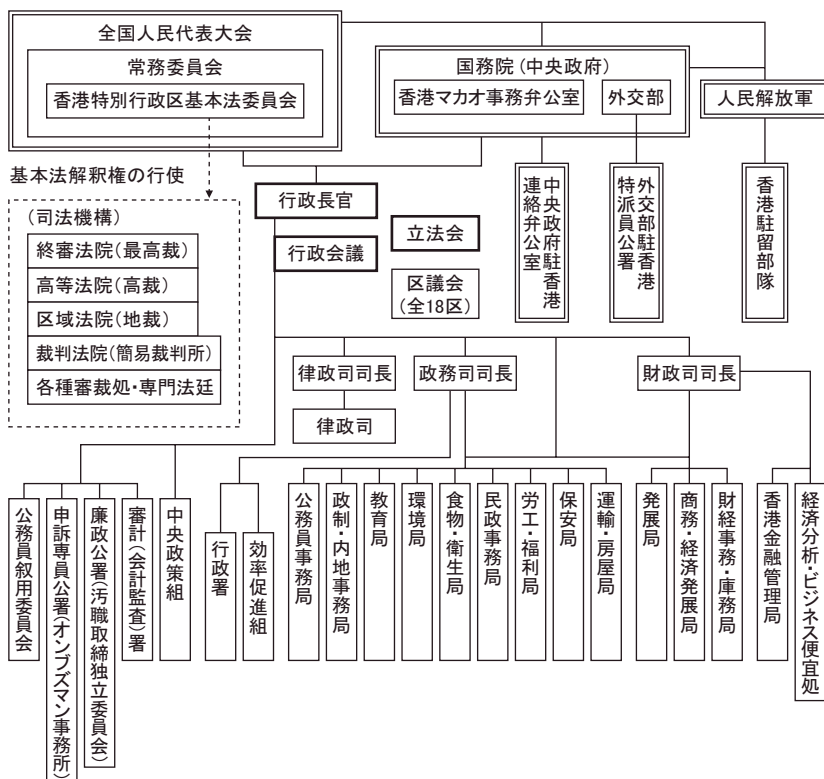 全国人民代表大会
常務委員会
香港特別行政区基本法委員会
国務院(中央政府)
香港マカオ事務弁公室
外交部
人民解放軍
基本法解釈権の行使
行政長官
行政会議
立法会
区議会
(全18区)
中央政府駐香港
連絡弁公室
外交部駐香港
特派員公署
香港駐留部隊
(司法機構)
終審法院(最高裁)
高等法院(高裁)
区域法院(地裁)
裁判法院(簡易裁判所)
各種審裁処・専門法廷
律政司司長
政務司司長
財政司司長
律政司
公務員叙用委員会
申訴専員公署(オンブズマン事務所)
廉政公署(汚職取締独立委員会)
審計(会計監査)署
中央政策組
行政署
効率促進組
公務員事務局
政制・内地事務局
教育局
環境局
食物・衛生局
民政事務局
労工・福利局
保安局
運輸・房屋局
発展局
商務・経済発展局
財経事務・庫務局
香港金融管理局
経済分析・ビジネス便宜処